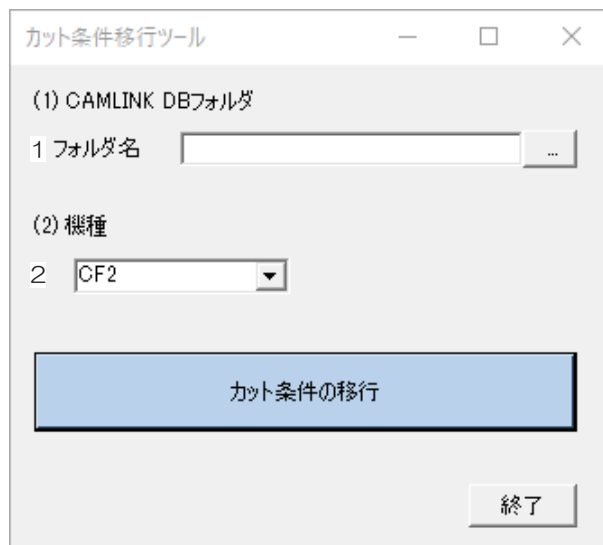 カット条件移行ツール
(1) CAMLINK DBフォルダ
1 フォルダ名 ...
(2) 機種
2 CF2
カット条件の移行
終了